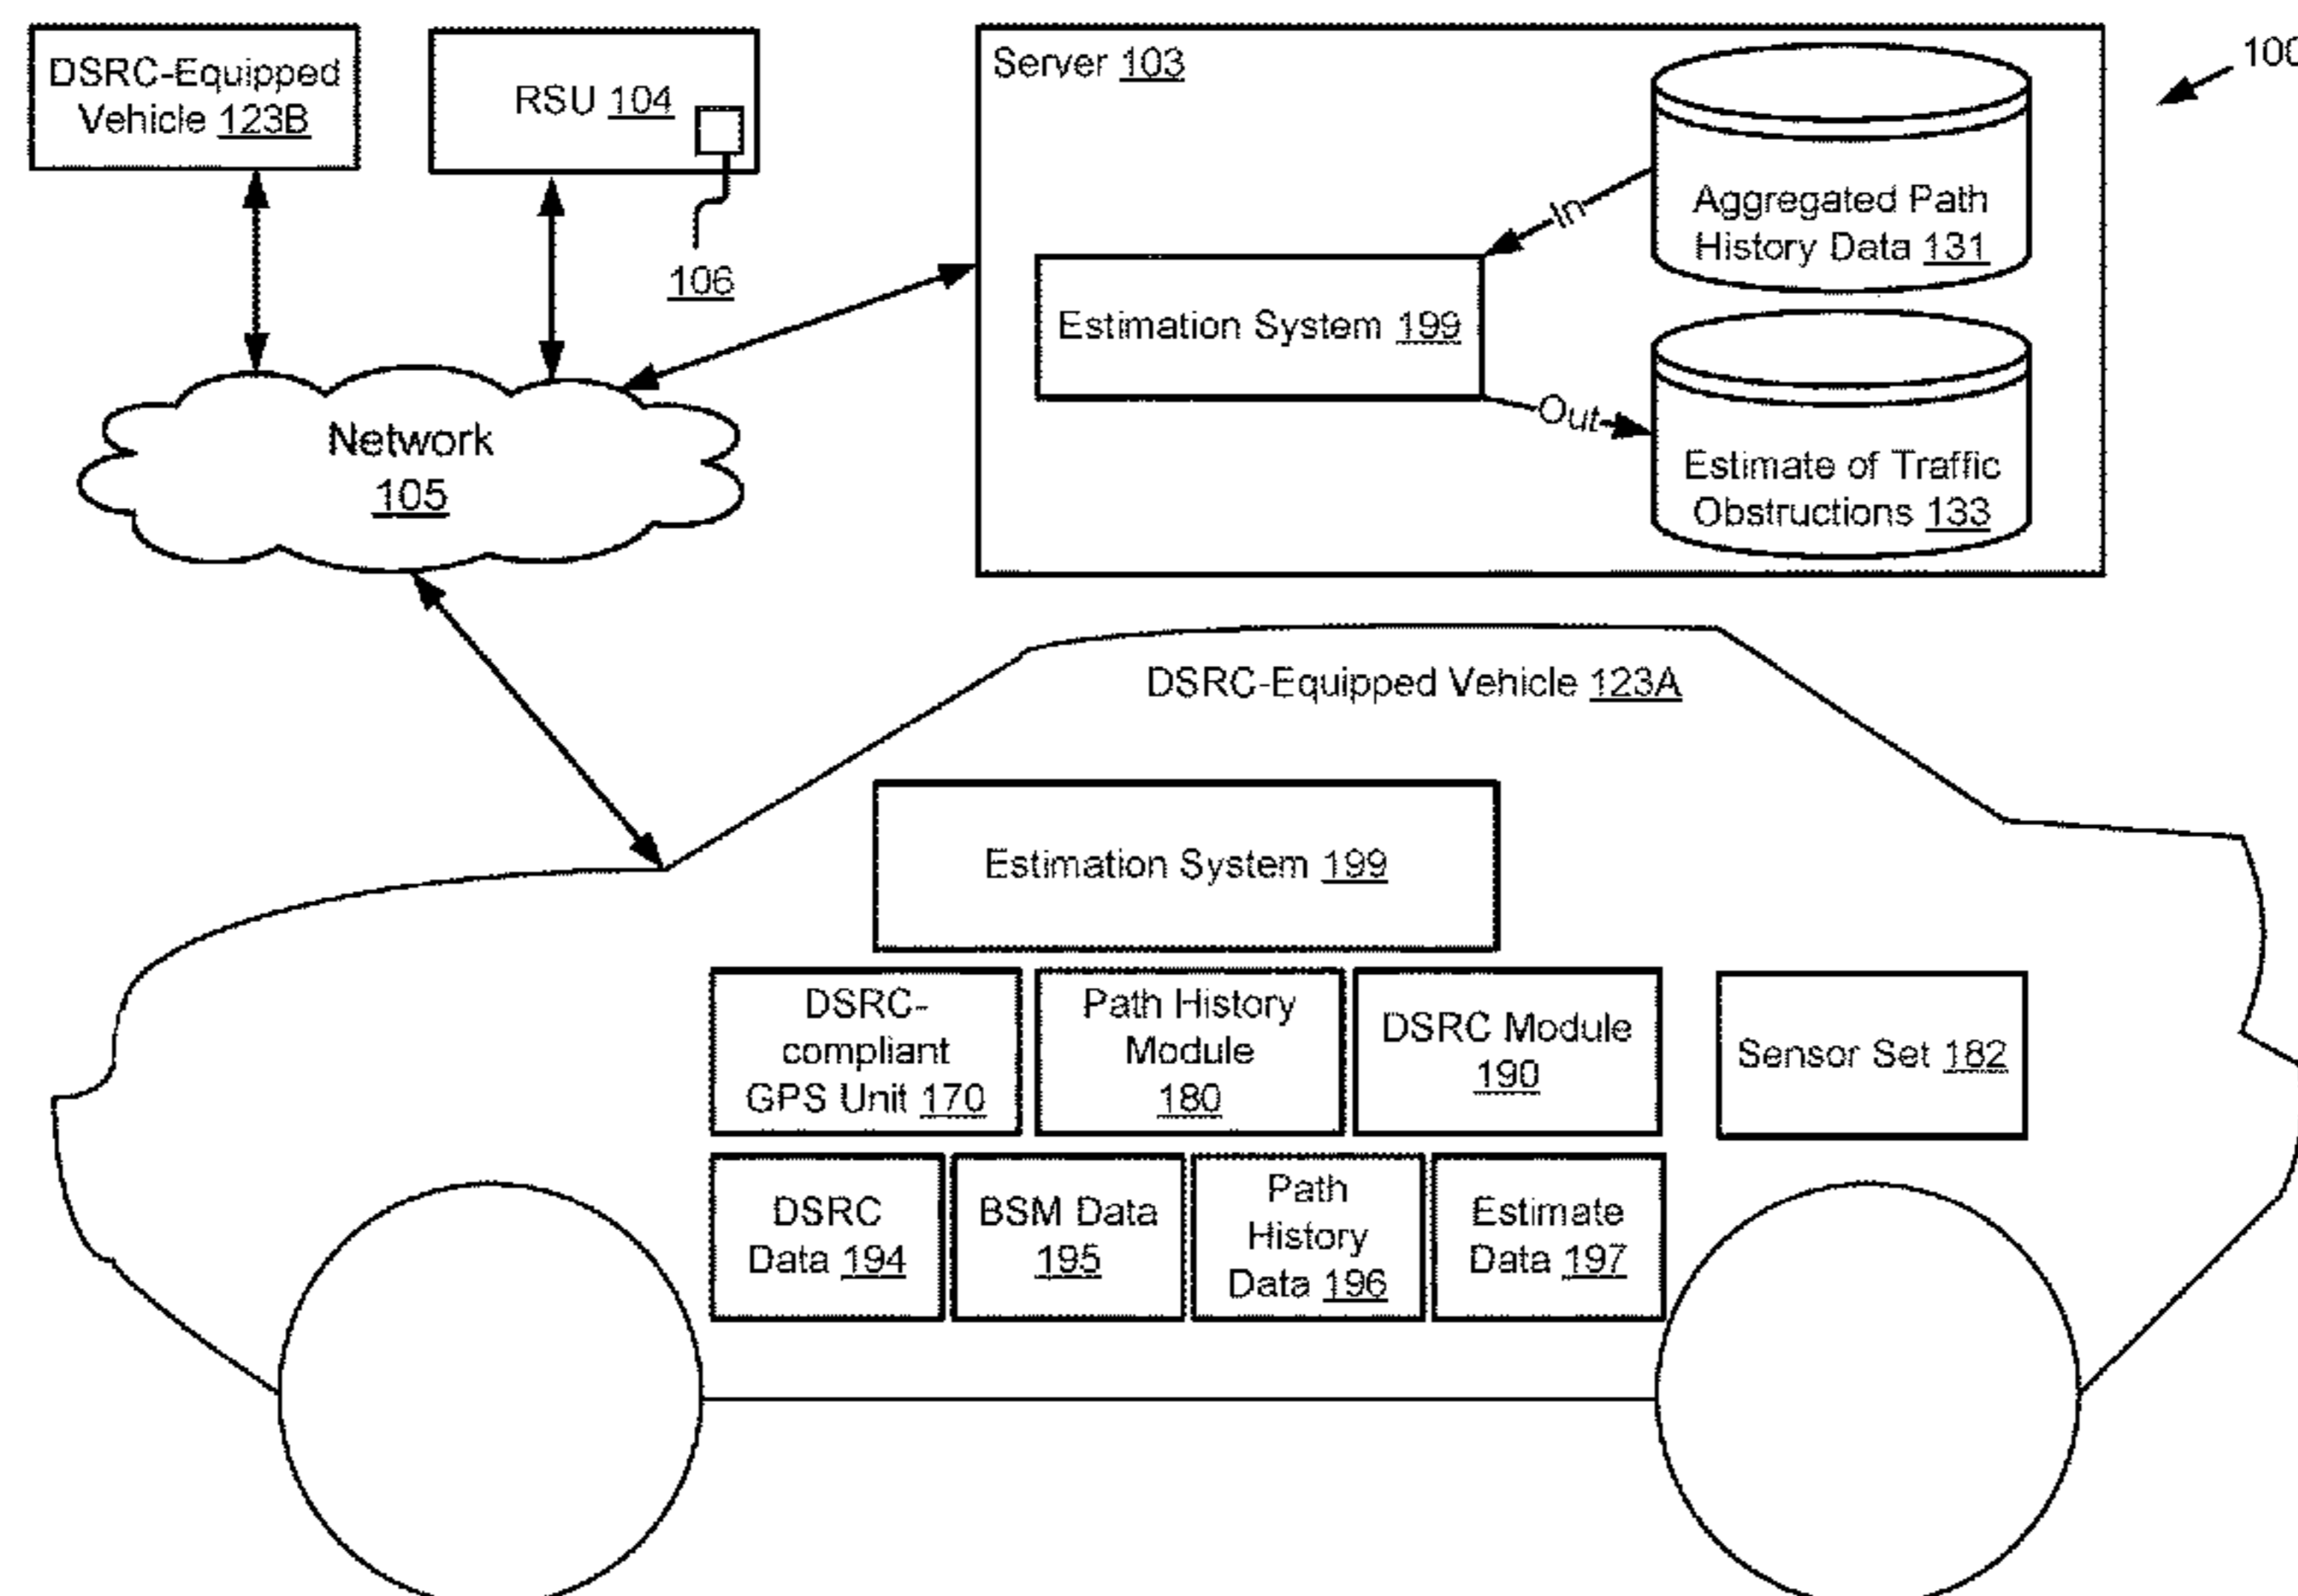 DSRC-Equipped
Vehicle 123B
RSU 104
106
Server 103
100
Aggregated Path
History Data 131
In
Estimation System 199
Out
Estimate of Traffic
Obstructions 133
Network
105
DSRC-Equipped Vehicle 123A
Estimation System 199
DSRC-
compliant
GPS Unit 170
Path History
Module
180
DSRC Module
190
Sensor Set 182
DSRC
Data 194
BSM Data
195
Path
History
Data 196
Estimate
Data 197